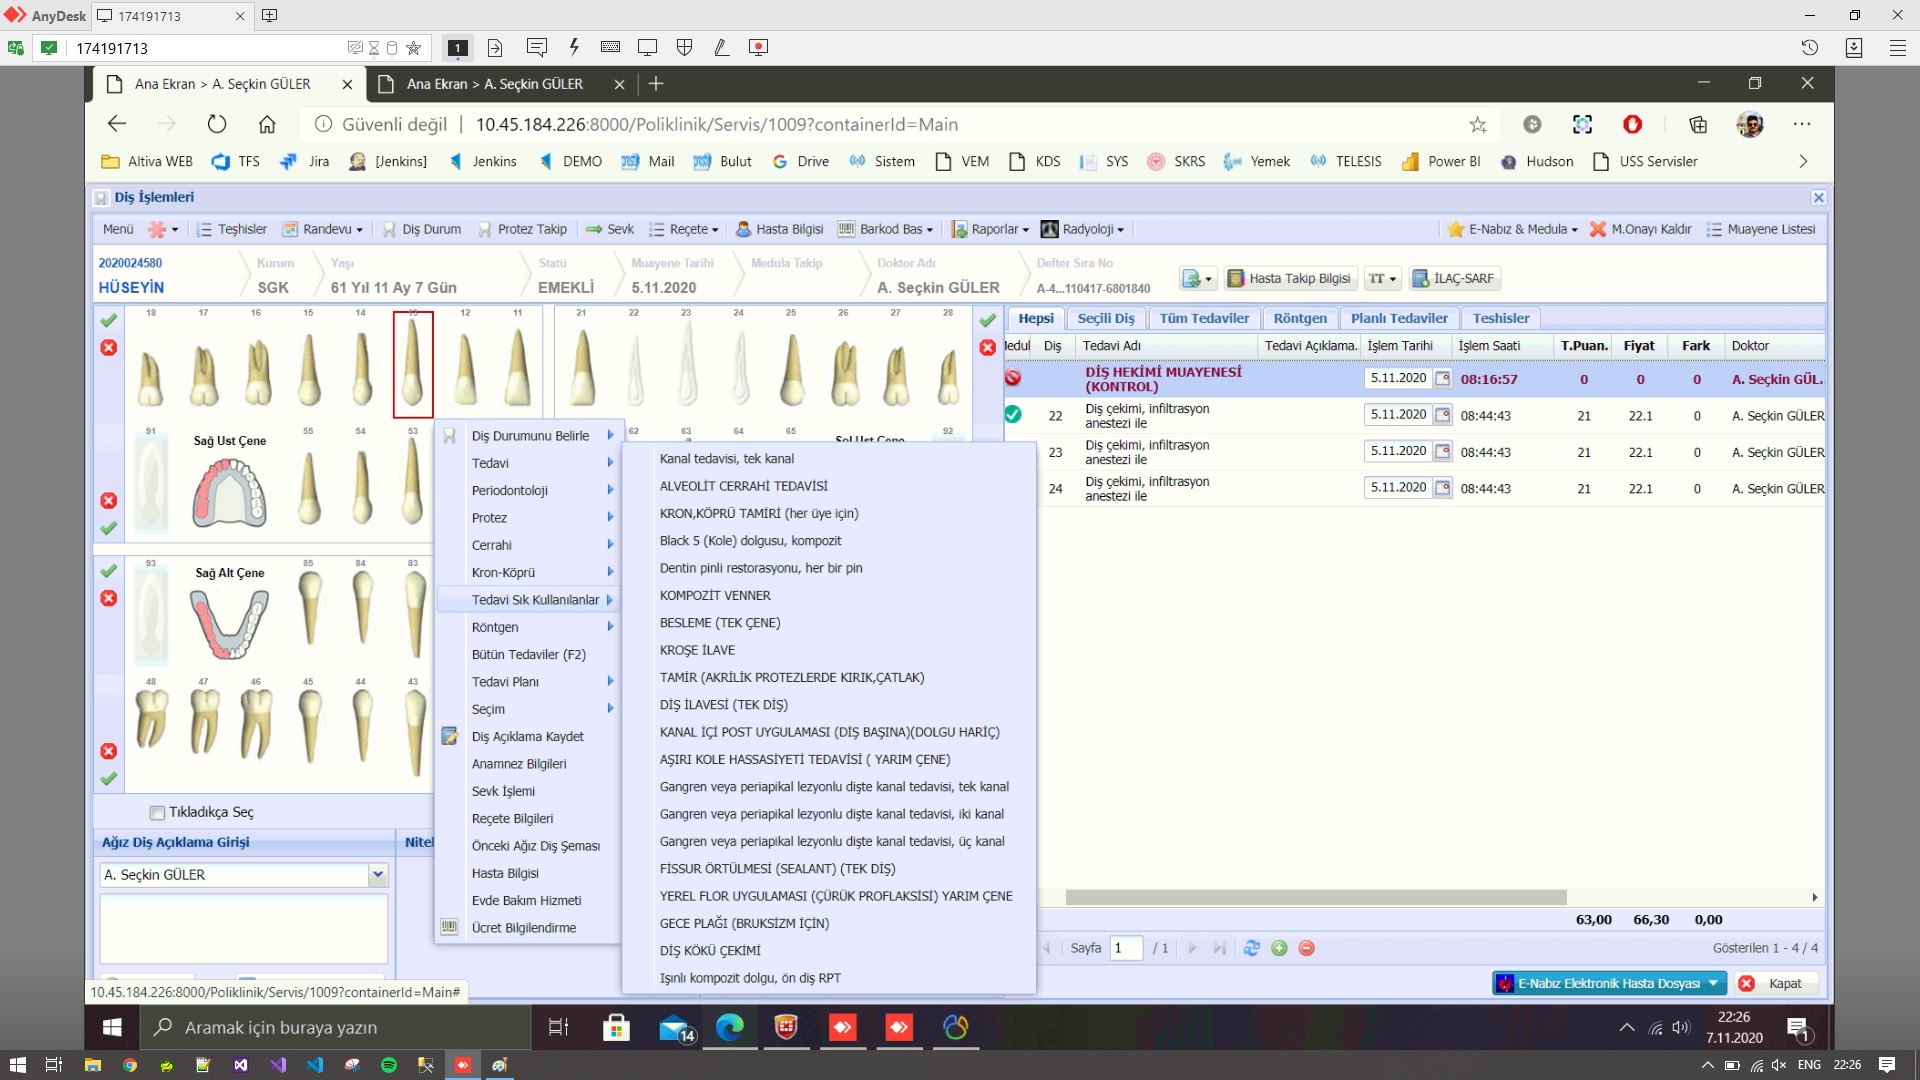 AnyDesk
174191713
174191713
1
Ana Ekran > A. Seçkin GÜLER
Ana Ekran > A. Seçkin GÜLER
Güvenli değil | 10.45.184.226:8000/Poliklinik/Servis/1009?containerId=Main
Altiva WEB
TFS
Jira
[Jenkins]
Jenkins
DEMO
Mail
Bulut
Drive
Sistem
VEM
KDS
SYS
SKRS
Yemek
TELESIS
Power BI
Hudson
USS Servisler
Diş İşlemleri
Menü
Teşhisler
Randevu
Diş Durum
Protez Takip
Sevk
Reçete
Hasta Bilgisi
Barkod Bas
Raporlar
Radyoloji
E-Nabız & Medula
M.Onayı Kaldır
Muayene Listesi
2020024580
HÜSEYİN
Kurum
SGK
Yaşı
61 Yıl 11 Ay 7 Gün
Statü
EMEKLİ
Muayene Tarihi
5.11.2020
Medula Takip
Doktor Adı
A. Seçkin GÜLER
Defter Sıra No
A-4...110417-6801840
Hasta Takip Bilgisi
TT
İLAÇ-SARF
18 17 16 15 14 13 12 11 21 22 23 24 25 26 27 28
91
Sağ Üst Çene
55 54 53
62 63 64 65
Sol Üst Çene
92
93
Sağ Alt Çene
85 84 83
48 47 46 45 44 43
Tıkladıkça Seç
Ağız Diş Açıklama Girişi
Nitel
A. Seçkin GÜLER
Diş Durumunu Belirle
Tedavi
Periodontoloji
Protez
Cerrahi
Kron-Köprü
Tedavi Sık Kullanılanlar
Röntgen
Bütün Tedaviler (F2)
Tedavi Planı
Seçim
Diş Açıklama Kaydet
Anamnez Bilgileri
Sevk İşlemi
Reçete Bilgileri
Önceki Ağız Diş Şeması
Hasta Bilgisi
Evde Bakım Hizmeti
Ücret Bilgilendirme
Kanal tedavisi, tek kanal
ALVEOLİT CERRAHİ TEDAVİSİ
KRON,KÖPRÜ TAMİRİ (her üye için)
Black 5 (Kole) dolgusu, kompozit
Dentin pinli restorasyonu, her bir pin
KOMPOZİT VENNER
BESLEME (TEK ÇENE)
KROŞE İLAVE
TAMİR (AKRİLİK PROTEZLERDE KIRIK,ÇATLAK)
DİŞ İLAVESİ (TEK DİŞ)
KANAL İÇİ POST UYGULAMASI (DİŞ BAŞINA)(DOLGU HARİÇ)
AŞIRI KOLE HASSASİYETİ TEDAVİSİ ( YARIM ÇENE)
Gangren veya periapikal lezyonlu dişte kanal tedavisi, tek kanal
Gangren veya periapikal lezyonlu dişte kanal tedavisi, iki kanal
Gangren veya periapikal lezyonlu dişte kanal tedavisi, üç kanal
FİSSUR ÖRTÜLMESİ (SEALANT) (TEK DİŞ)
YEREL FLOR UYGULAMASI (ÇÜRÜK PROFLAKSİSİ) YARIM ÇENE
GECE PLAĞI (BRUKSİZM İÇİN)
DİŞ KÖKÜ ÇEKİMİ
Işınlı kompozit dolgu, ön diş RPT
Hepsi
Seçili Diş
Tüm Tedaviler
Röntgen
Planlı Tedaviler
Teshisler
Medul Diş Tedavi Adı Tedavi Açıklama.. İşlem Tarihi İşlem Saati T.Puan. Fiyat Fark Doktor
DİŞ HEKİMİ MUAYENESİ
(KONTROL)
5.11.2020 08:16:57 0 0 0 A. Seçkin GÜL..
22 Diş çekimi, infiltrasyon
anestezi ile
5.11.2020 08:44:43 21 22.1 0 A. Seçkin GÜLER
23 Diş çekimi, infiltrasyon
anestezi ile
5.11.2020 08:44:43 21 22.1 0 A. Seçkin GÜLER
24 Diş çekimi, infiltrasyon
anestezi ile
5.11.2020 08:44:43 21 22.1 0 A. Seçkin GÜLER
63,00 66,30 0,00
Sayfa 1 / 1
Gösterilen 1 - 4 / 4
E-Nabız Elektronik Hasta Dosyası
Kapat
10.45.184.226:8000/Poliklinik/Servis/1009?containerId=Main#
Aramak için buraya yazın
14
22:26
7.11.2020
1
ENG
22:26